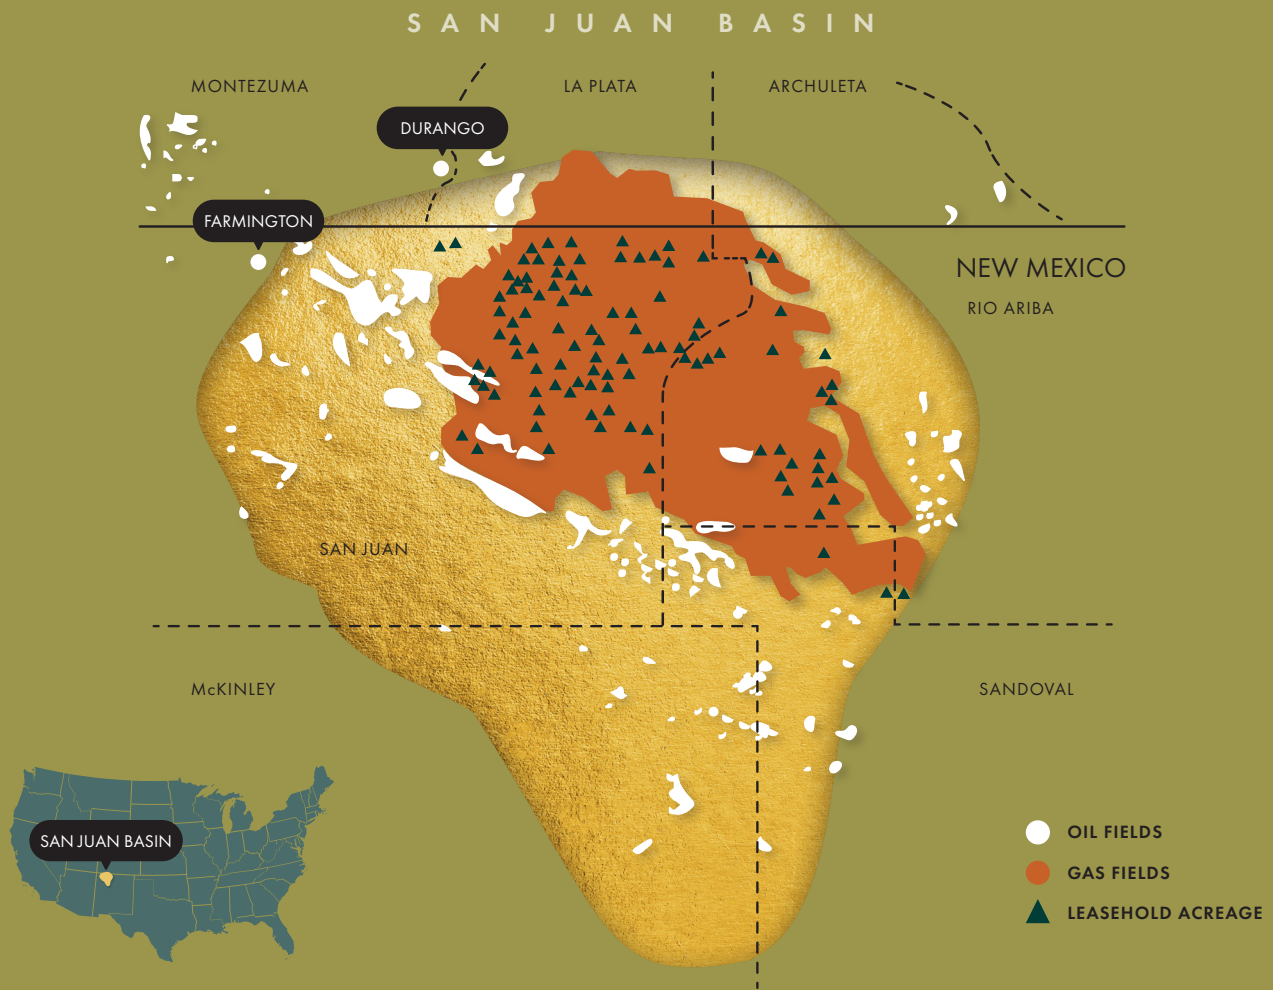 SAN JUAN BASIN
MONTEZUMA
LA PLATA
ARCHULETA
DURANGO
FARMINGTON
NEW MEXICO
RIO ARIBA
SAN JUAN
McKINLEY
SANDOVAL
SAN JUAN BASIN
OIL FIELDS
GAS FIELDS
LEASEHOLD ACREAGE